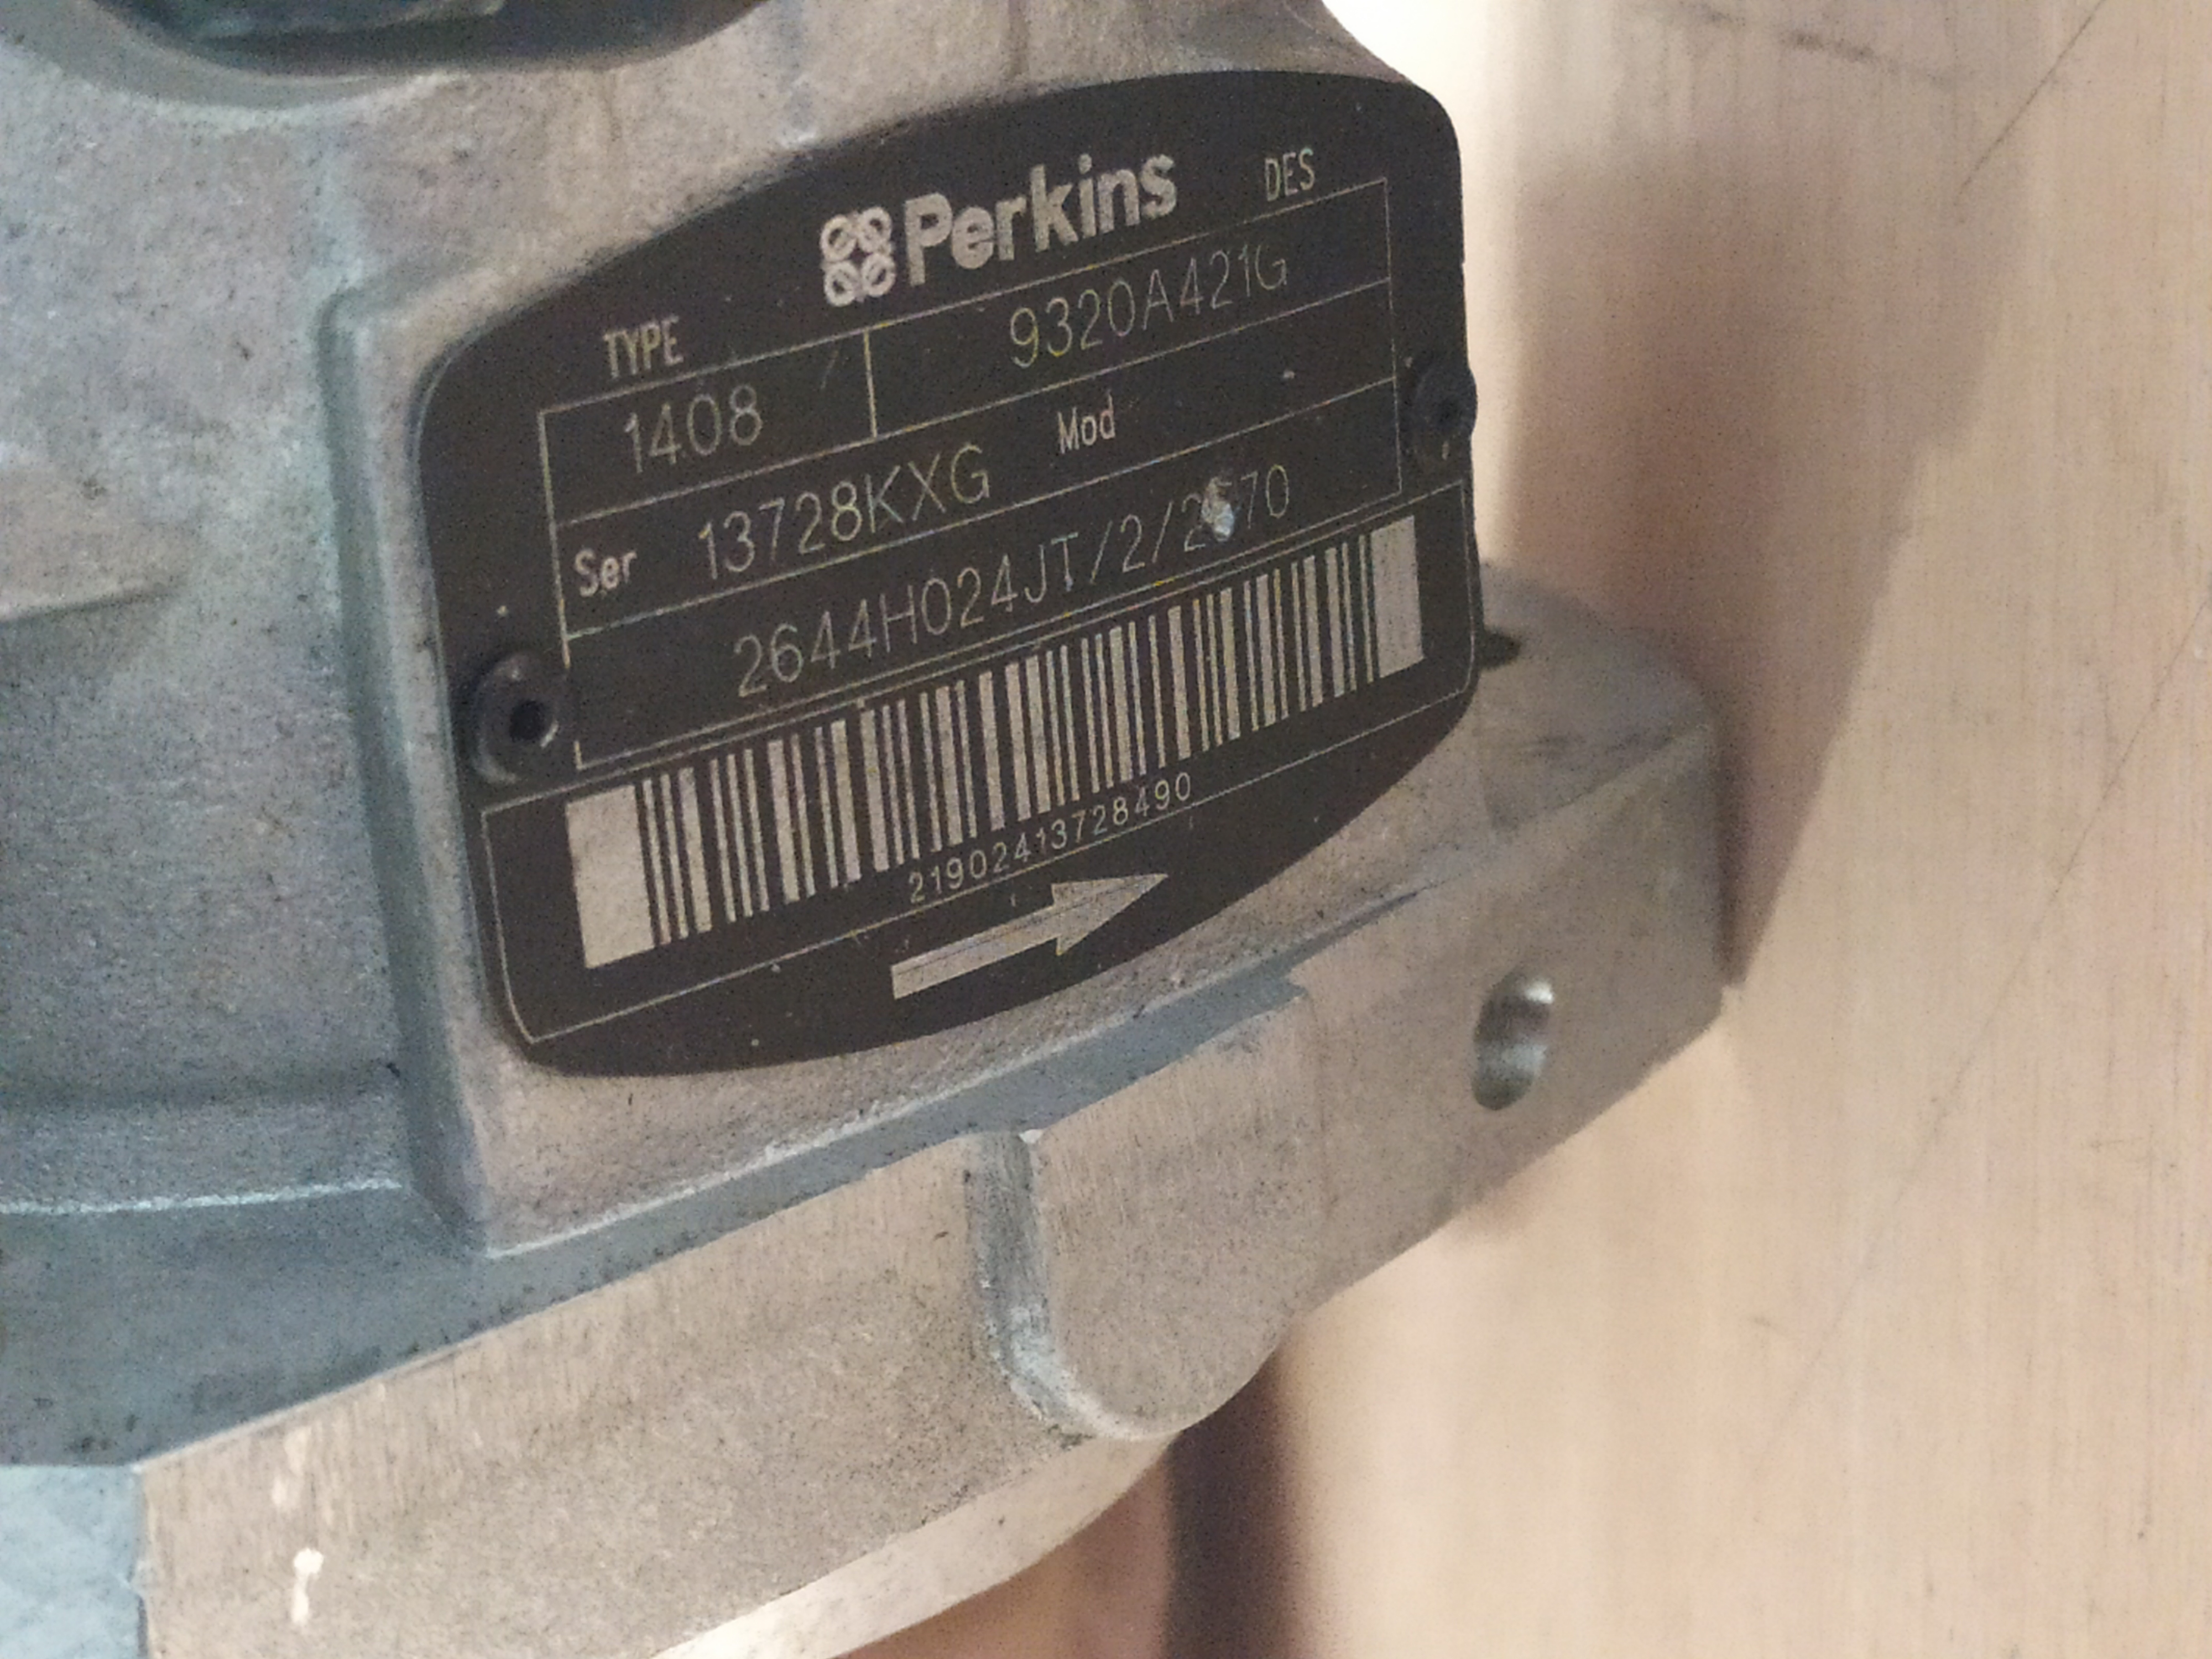 Perkins
TYPE DES
1408 9320A421G
Ser 13728KXG Mod
21902413728490